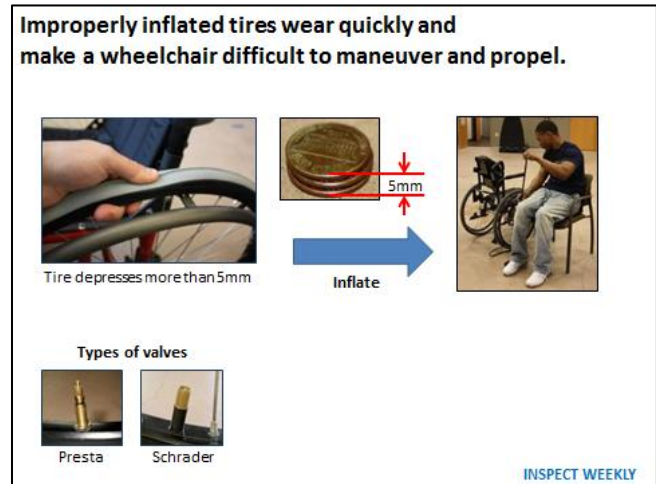 Improperly inflated tires wear quickly and
make a wheelchair difficult to maneuver and propel.
5mm
Tire depresses more than 5mm
Inflate
Types of valves
Presta
Schrader
INSPECT WEEKLY